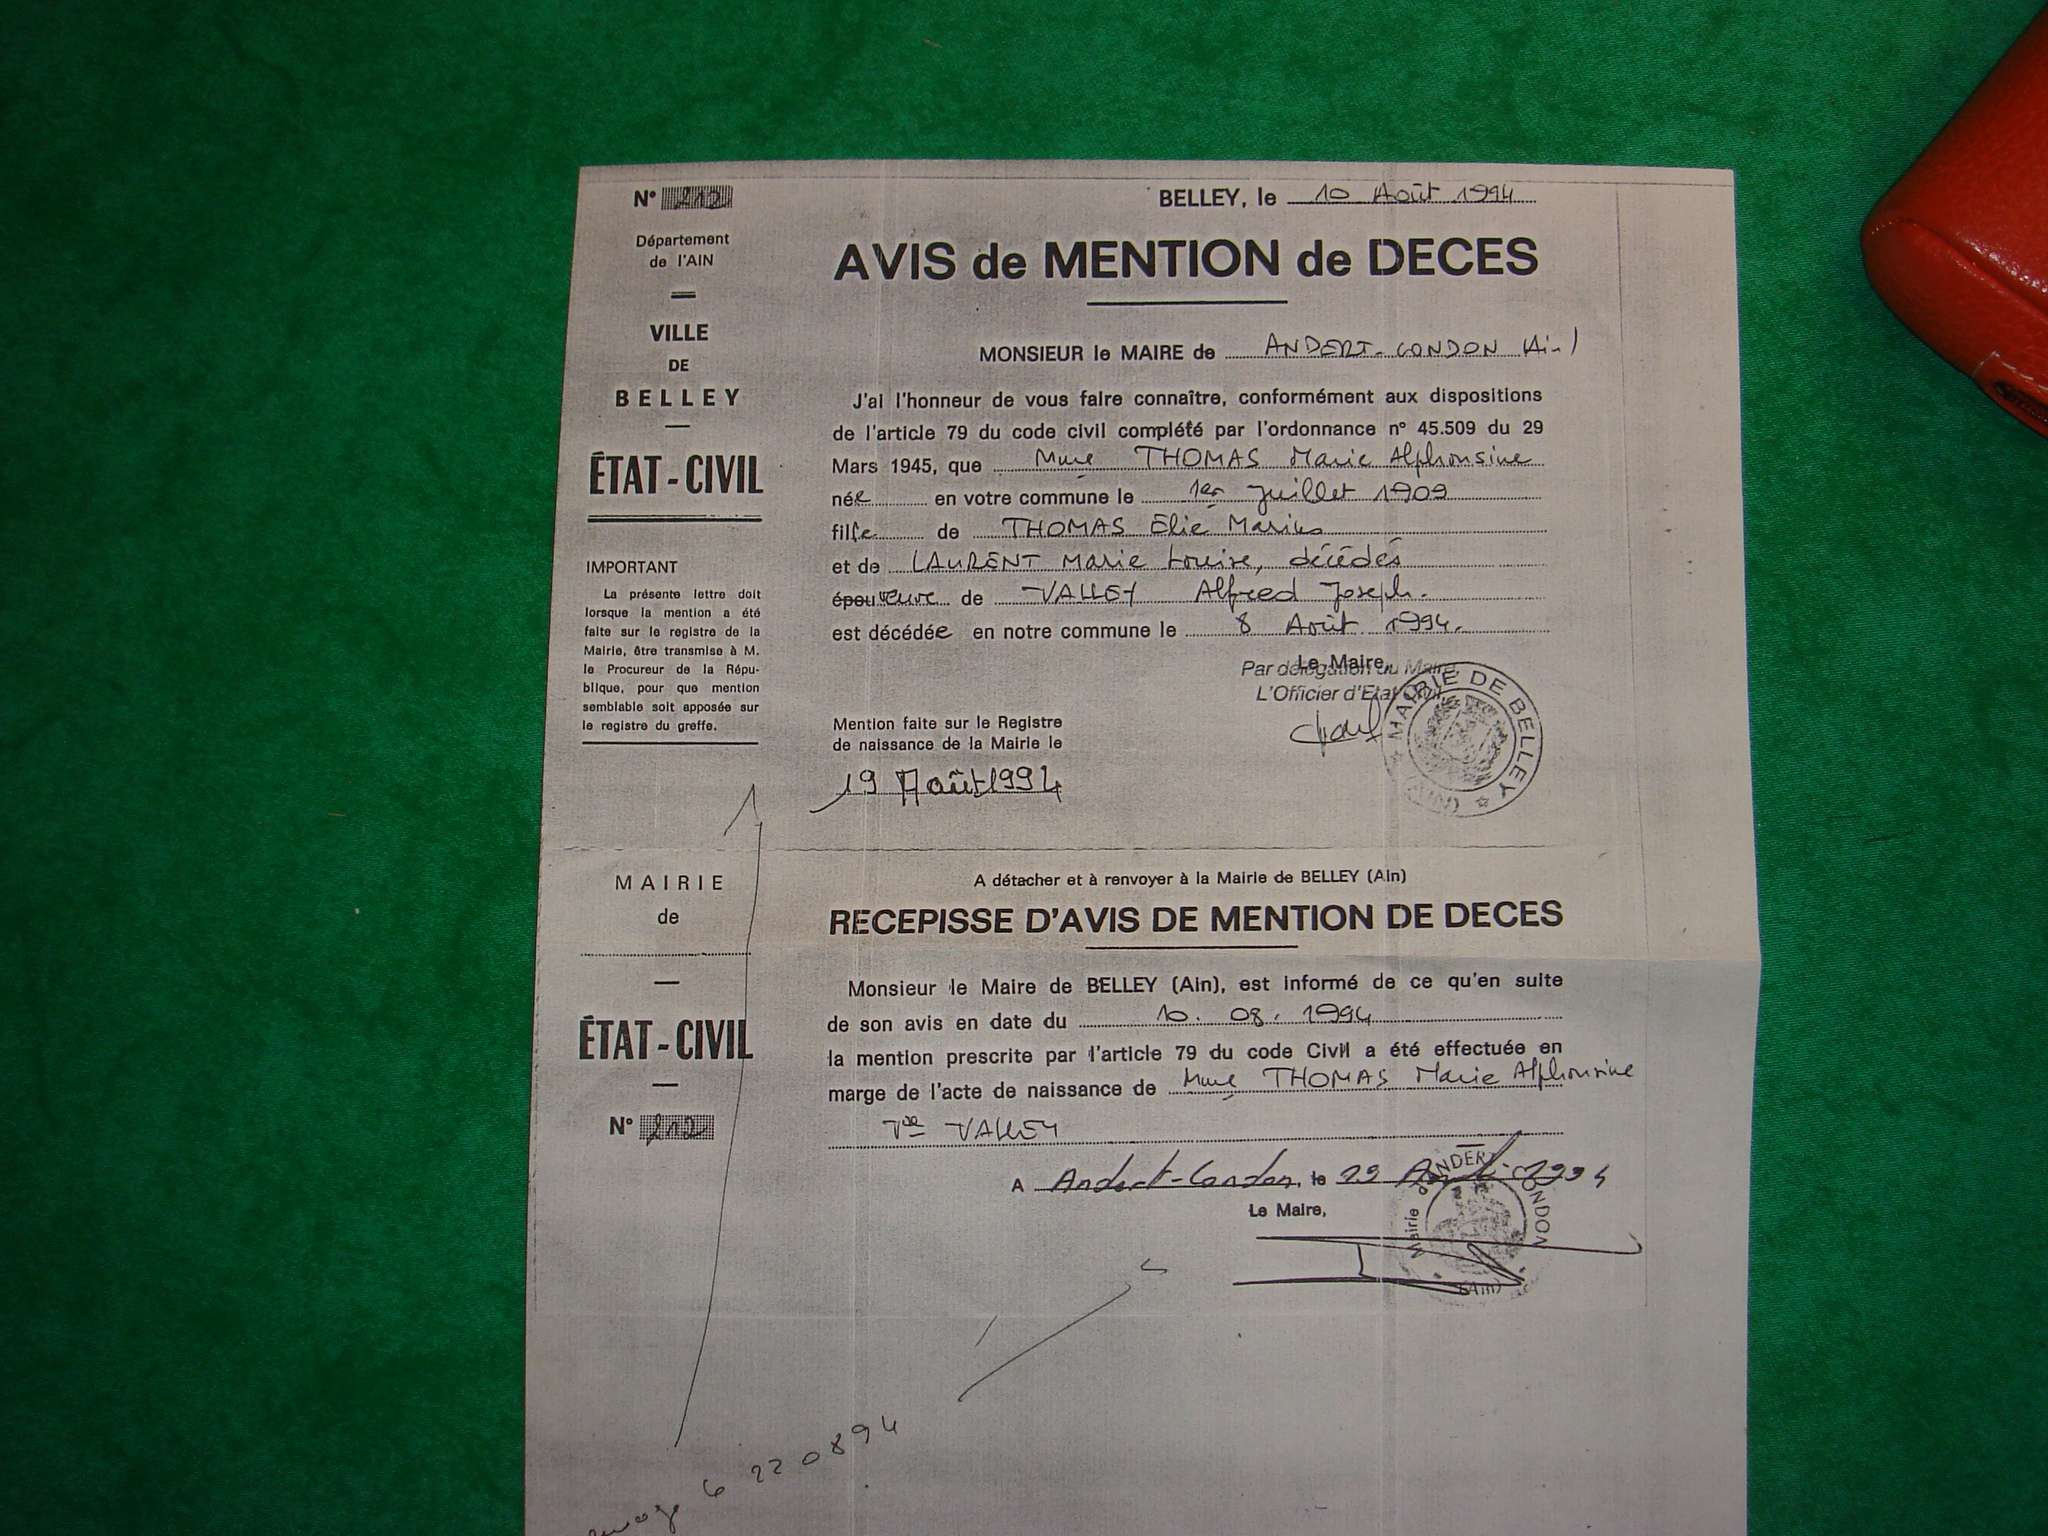 N° 212
BELLEY, le 10 Août 1994
Département
de l'AIN
VILLE
DE
BELLEY
ÉTAT-CIVIL
IMPORTANT
La présente lettre doit
lorsque la mention a été
faite sur le registre de la
Mairie, être transmise à M.
le Procureur de la Répu-
blique, pour que mention
semblable soit apposée sur
le registre du greffe.
AVIS de MENTION de DECES
MONSIEUR le MAIRE de ANDERT-CONDON (Ain)
J'ai l'honneur de vous faire connaître, conformément aux dispositions
de l'article 79 du code civil complété par l'ordonnance n° 45.509 du 29
Mars 1945, que Mme THOMAS Marie Alphonsine
née en votre commune le 1er Juillet 1909
fille de THOMAS Elie Marius
et de LAURENT Marie Louise, décédés
veuve de VALLEY Alfred Joseph.
est décédée en notre commune le 8 Août 1994.
Le Maire,
Par délégation du Maire,
L'Officier d'Etat Civil
MAIRIE DE BELLEY (AIN)
Mention faite sur le Registre
de naissance de la Mairie le
19 Août 1994
A détacher et à renvoyer à la Mairie de BELLEY (Ain)
MAIRIE
de
ÉTAT-CIVIL
N° 212
RECEPISSE D'AVIS DE MENTION DE DECES
Monsieur le Maire de BELLEY (Ain), est informé de ce qu'en suite
de son avis en date du 10.08.1994
la mention prescrite par l'article 79 du code Civil a été effectuée en
marge de l'acte de naissance de Mme THOMAS Marie Alphonsine
Vve VALLEY
A Andert-Condon, le 1994
Le Maire,
Mairie d'ANDERT CONDON (Ain)
220894